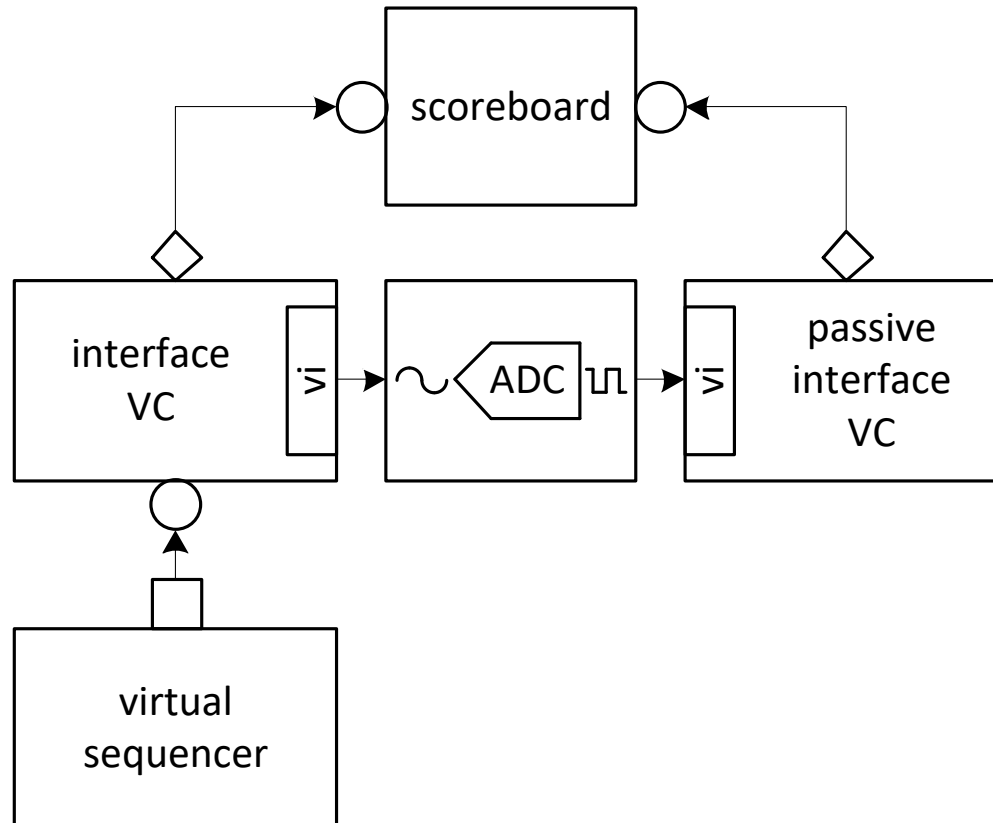 scoreboard
interface
VC
vi
ADC
vi
passive
interface
VC
virtual
sequencer